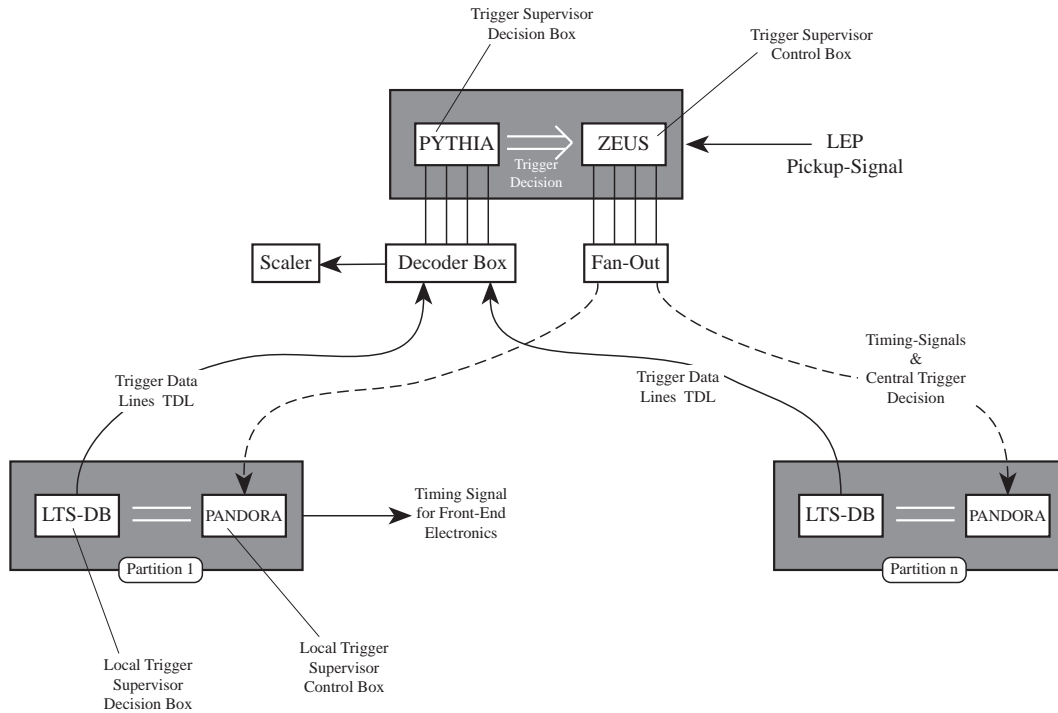 Trigger Supervisor
Decision Box
Trigger Supervisor
Control Box
PYTHIA
ZEUS
Trigger
Decision
LEP
Pickup-Signal
Scaler
Decoder Box
Fan-Out
Trigger Data
Lines TDL
Trigger Data
Lines TDL
Timing-Signals
&
Central Trigger
Decision
LTS-DB
PANDORA
Partition 1
Timing Signal
for Front-End
Electronics
LTS-DB
PANDORA
Partition n
Local Trigger
Supervisor
Decision Box
Local Trigger
Supervisor
Control Box